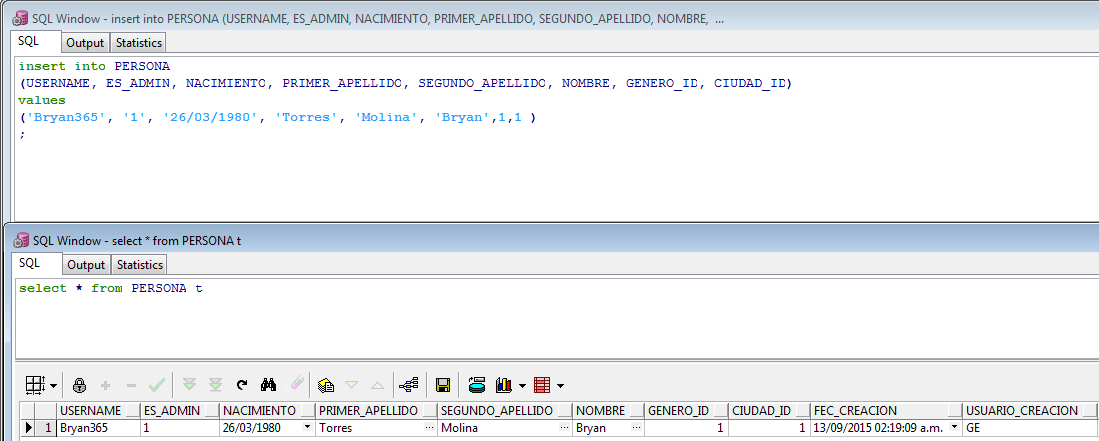 SQL Window - insert into PERSONA (USERNAME, ES_ADMIN, NACIMIENTO, PRIMER_APELLIDO, SEGUNDO_APELLIDO, NOMBRE, ...
SQL Output Statistics
insert into PERSONA
(USERNAME, ES_ADMIN, NACIMIENTO, PRIMER_APELLIDO, SEGUNDO_APELLIDO, NOMBRE, GENERO_ID, CIUDAD_ID)
values
('Bryan365', '1', '26/03/1980', 'Torres', 'Molina', 'Bryan',1,1 )
;
SQL Window - select * from PERSONA t
SQL Output Statistics
select * from PERSONA t
USERNAME ES_ADMIN NACIMIENTO PRIMER_APELLIDO SEGUNDO_APELLIDO NOMBRE GENERO_ID CIUDAD_ID FEC_CREACION USUARIO_CREACION
1 Bryan365 1 26/03/1980 Torres ... Molina ... Bryan ... 1 1 13/09/2015 02:19:09 a.m. GE